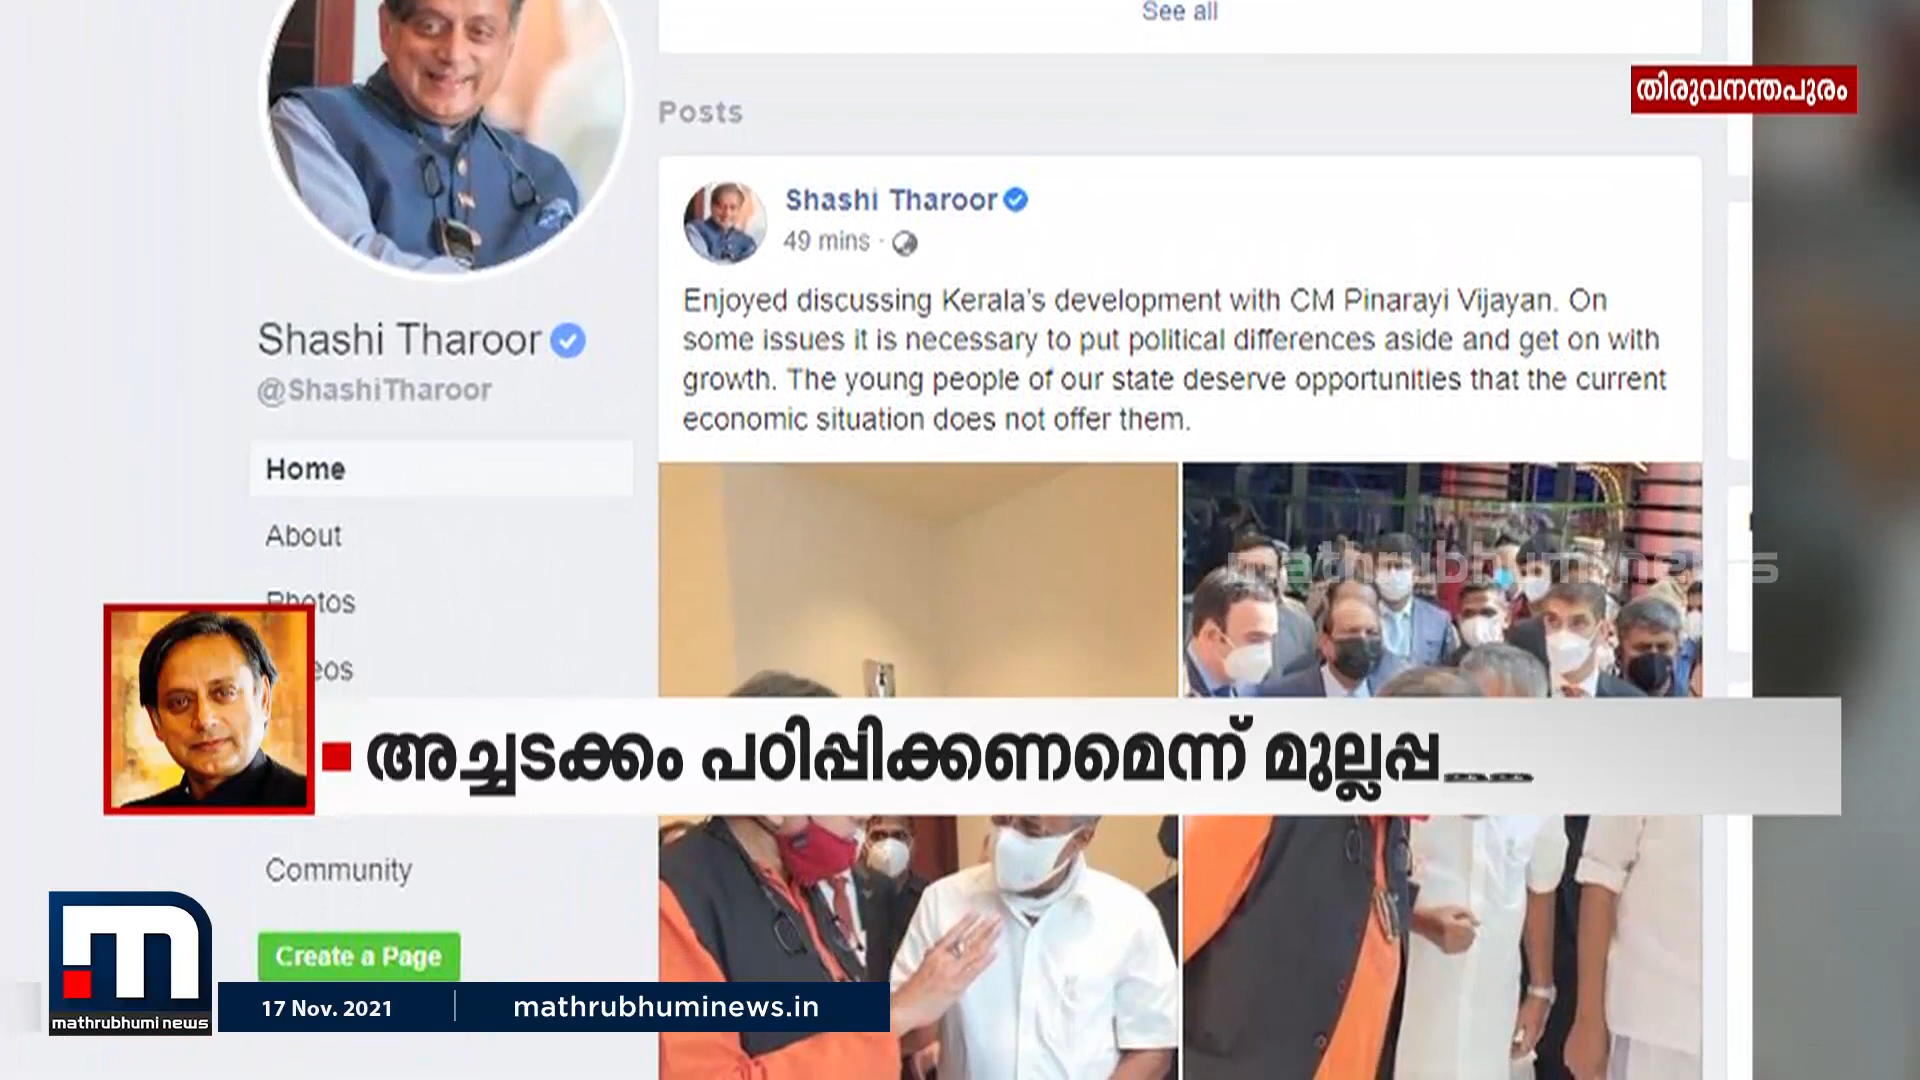 See all
തിരുവനന്തപുരം
Posts
Shashi Tharoor
49 mins ·
Enjoyed discussing Kerala's development with CM Pinarayi Vijayan. On
some issues it is necessary to put political differences aside and get on with
growth. The young people of our state deserve opportunities that the current
economic situation does not offer them.
Shashi Tharoor
@ShashiTharoor
Home
About
Photos
eos
mathrubhumi news
അച്ചടക്കം പഠിപ്പിക്കണമെന്ന് മുല്ലപ്പ
Community
Create a Page
mathrubhumi news
17 Nov. 2021
mathrubhuminews.in